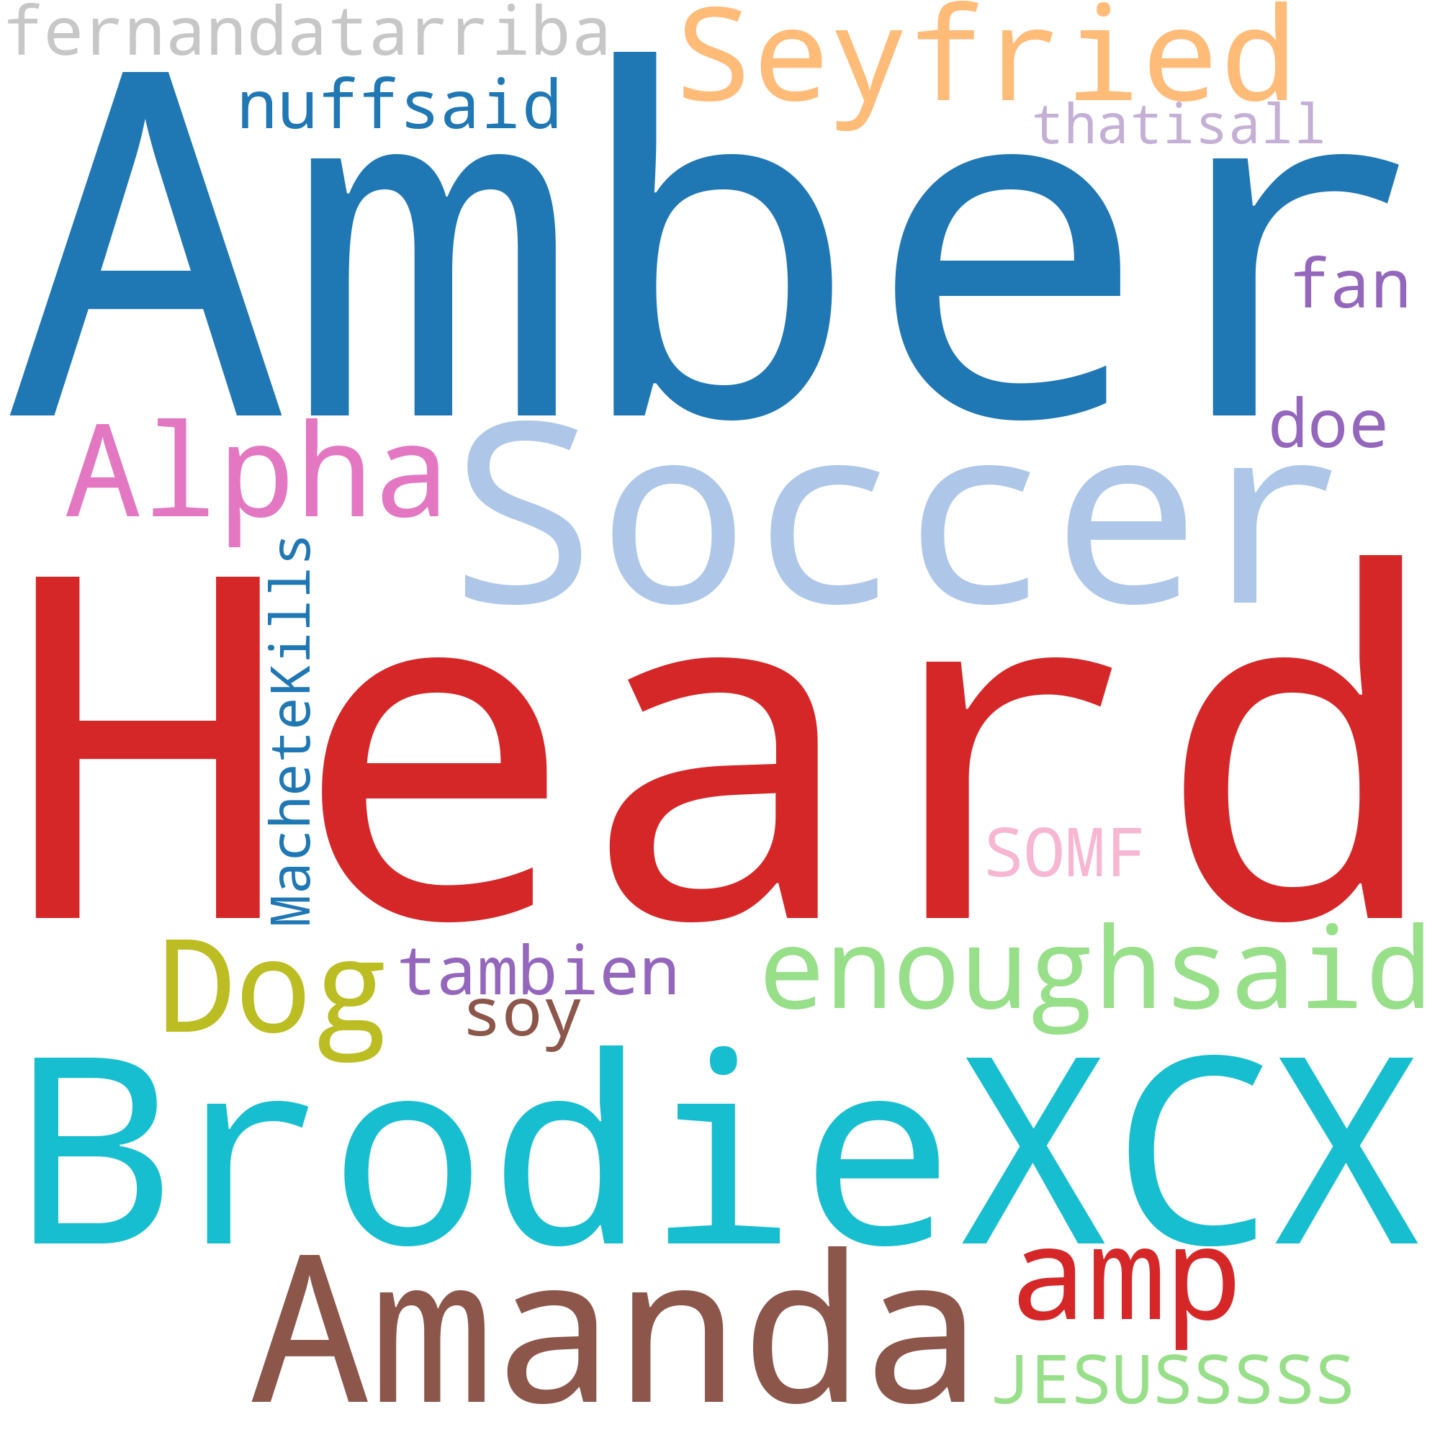 fernandatarriba
Seyfried
nuffsaid
thatisall
Amber
fan
doe
Alpha
Soccer
MacheteKills
Heard
SOMF
Dog
tambien
enoughsaid
soy
BrodieXCX
Amanda
amp
JESUSSSSS